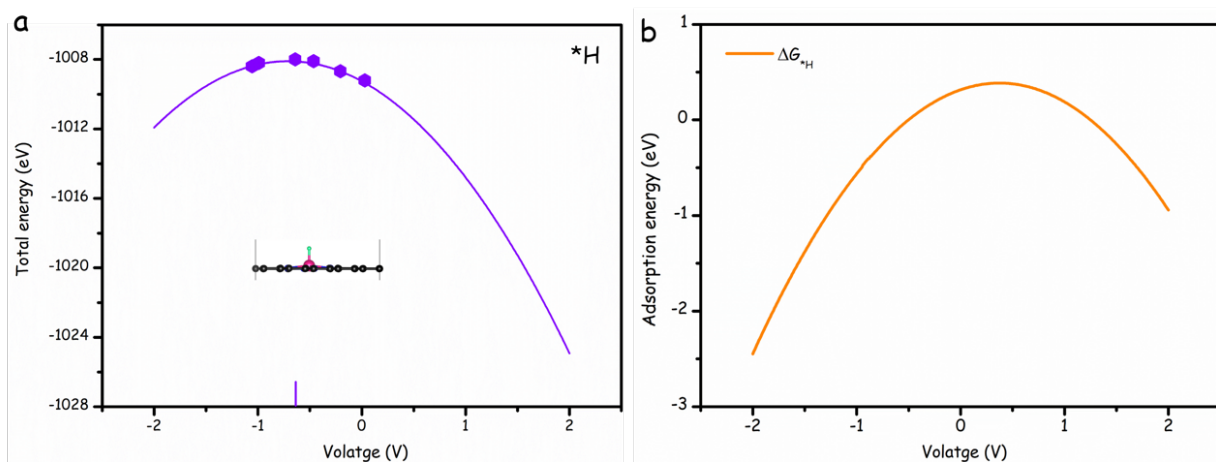 a
*H
Total energy (eV)
-1008
-1012
-1016
-1020
-1024
-1028
-2
-1
0
1
2
Volatge (V)
b
ΔG*H
Adsorption energy (eV)
1
0
-1
-2
-3
-2
-1
0
1
2
Volatge (V)